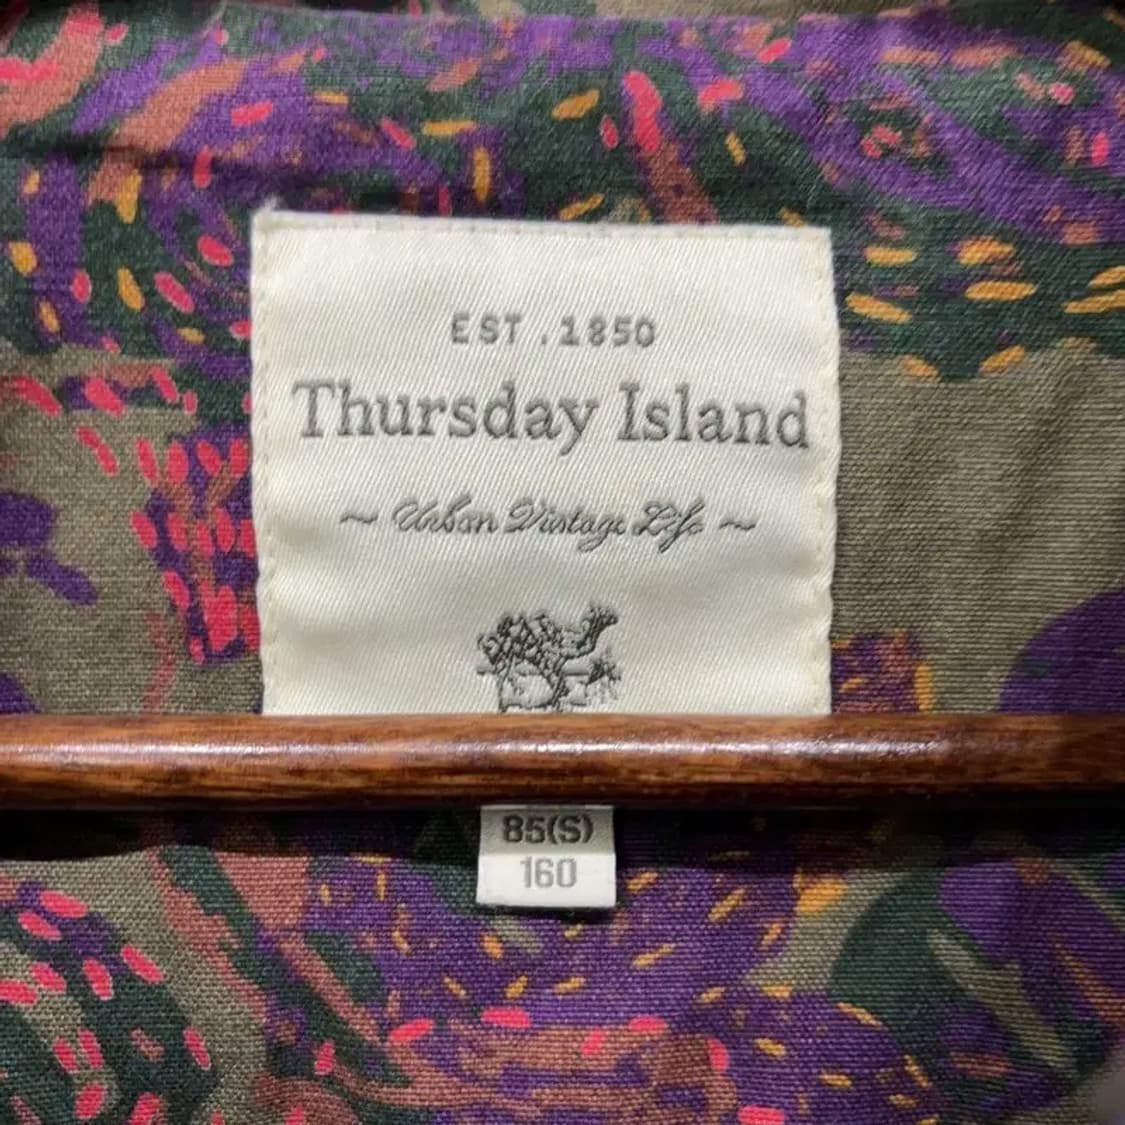 EST.1850
Thursday Island
~ Urban Vintage Life ~
85(S)
160